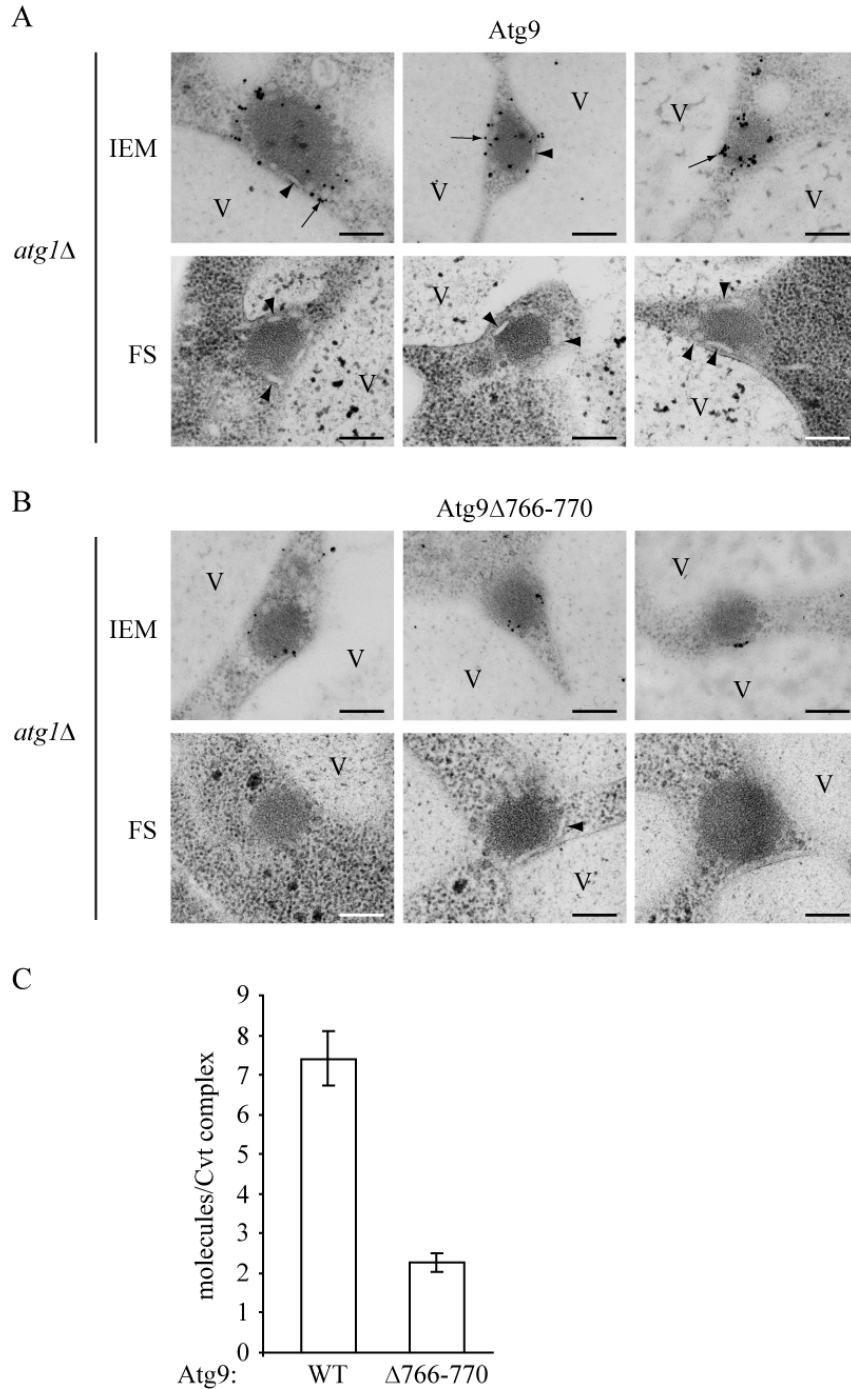 A
Atg9
IEM
V
V
V
V
V
atg1Δ
FS
V
V
V
V
B
Atg9Δ766-770
IEM
V
V
V
V
V
V
atg1Δ
FS
V
V
V
C
9
8
7
6
5
4
3
2
1
0
molecules/Cvt complex
Atg9: WT Δ766-770